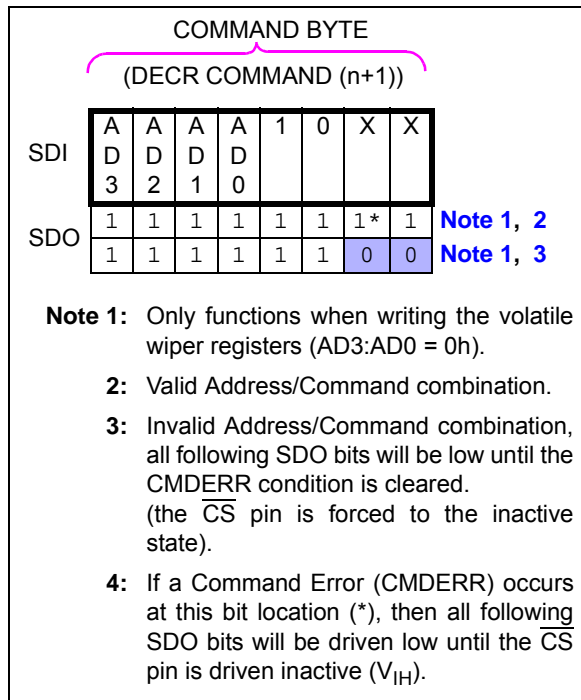 COMMAND BYTE
(DECR COMMAND (n+1))
SDI
A A A A 1 0 X X
D D D D
3 2 1 0
SDO
1 1 1 1 1 1 1* 1 Note 1, 2
1 1 1 1 1 1 0 0 Note 1, 3
Note 1: Only functions when writing the volatile
wiper registers (AD3:AD0 = 0h).
2: Valid Address/Command combination.
3: Invalid Address/Command combination,
all following SDO bits will be low until the
CMDERR condition is cleared.
(the CS pin is forced to the inactive
state).
4: If a Command Error (CMDERR) occurs
at this bit location (*), then all following
SDO bits will be driven low until the CS
pin is driven inactive (VIH).